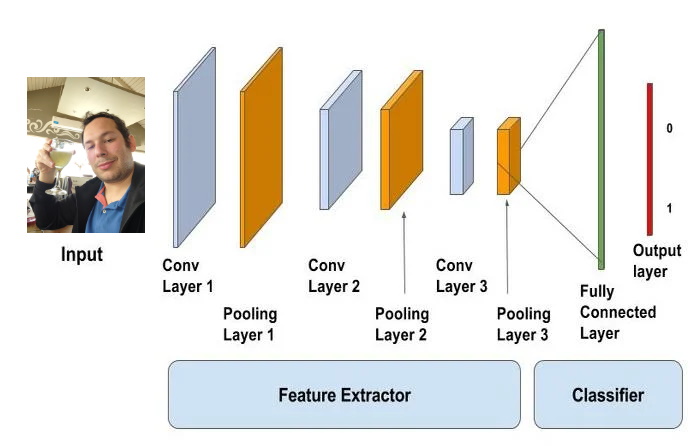 Input
Conv
Layer 1
Pooling
Layer 1
Conv
Layer 2
Pooling
Layer 2
Conv
Layer 3
Pooling
Layer 3
Fully
Connected
Layer
0
1
Output
layer
Feature Extractor
Classifier